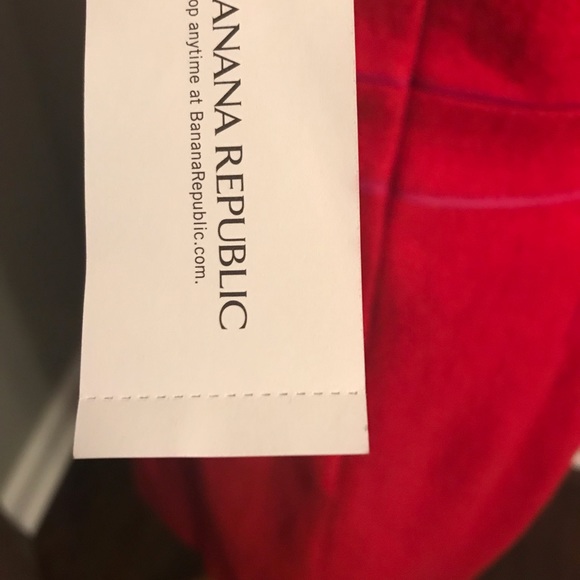 ANANA REPUBLIC
op anytime at BananaRepublic.com.